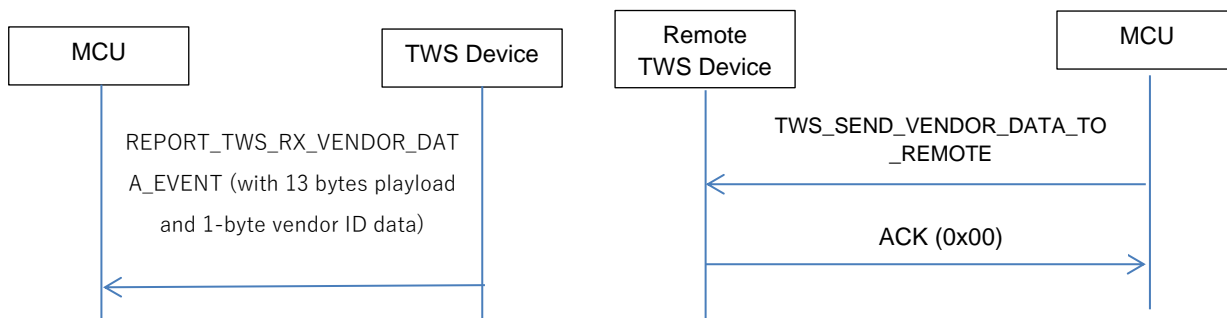 MCU
TWS Device
REPORT_TWS_RX_VENDOR_DAT
A_EVENT (with 13 bytes playload
and 1-byte vendor ID data)
Remote
TWS Device
MCU
TWS_SEND_VENDOR_DATA_TO
_REMOTE
ACK (0x00)